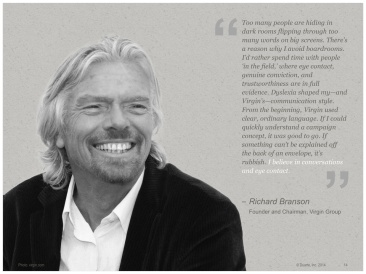 Too many people are hiding in
dark rooms flipping through too
many words on big screens. There's
a reason why I avoid boardrooms.
I'd rather spend time with people
'in the field,' where eye contact,
genuine conviction, and
trustworthiness are in full
evidence. Dyslexia shaped my—and
Virgin's—communication style.
From the beginning, Virgin used
clear, ordinary language. If I could
quickly understand a campaign
concept, it was good to go. If
something can't be explained off
the back of an envelope, it's
rubbish. I believe in conversations
and eye contact.
– Richard Branson
Founder and Chairman, Virgin Group
14